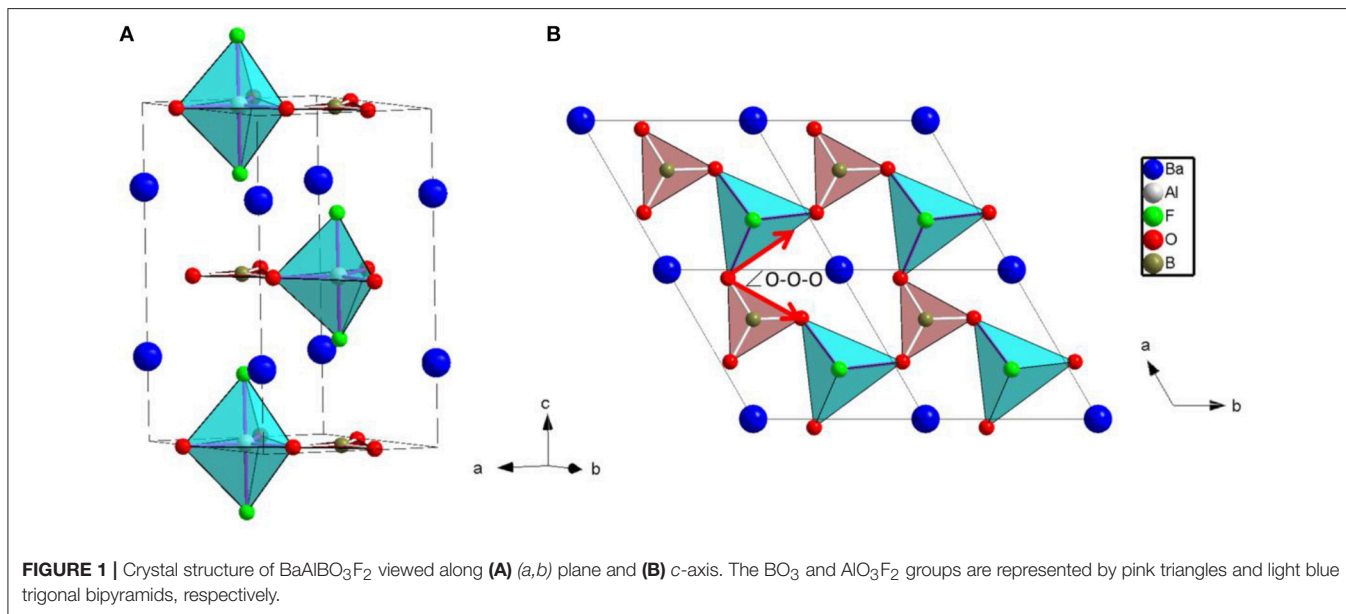 A
B
∠O-O-O
Ba
Al
F
O
B
c
a
b
a
b
FIGURE 1 | Crystal structure of BaAlBO₃F₂ viewed along (A) (a,b) plane and (B) c-axis. The BO₃ and AlO₃F₂ groups are represented by pink triangles and light blue
trigonal bipyramids, respectively.